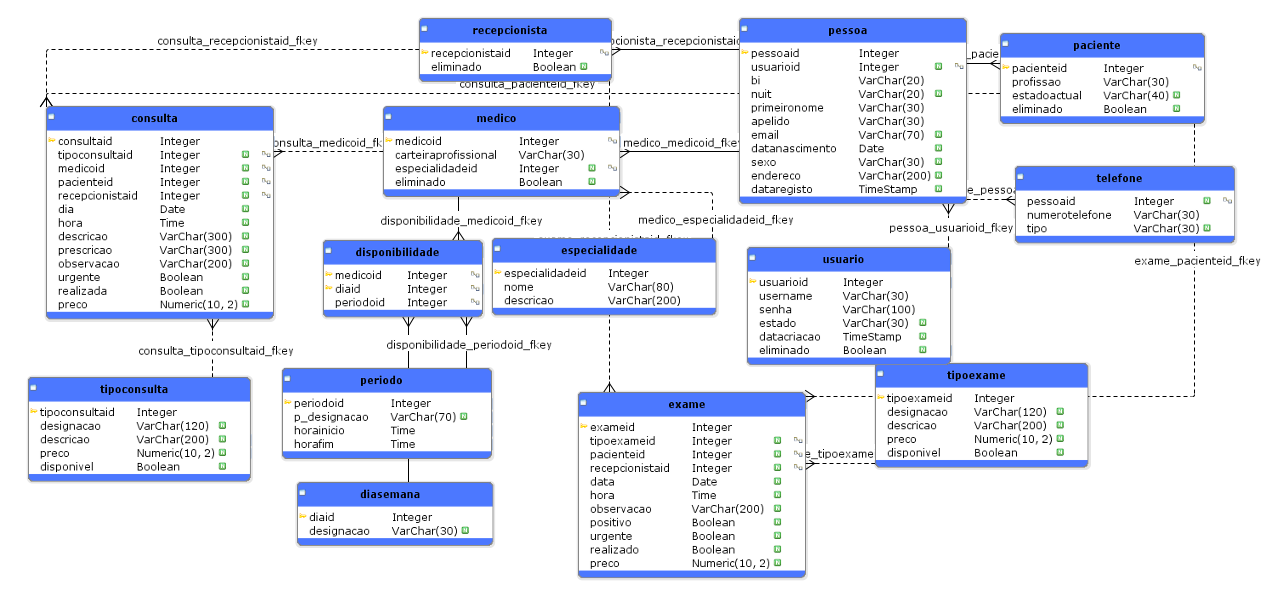 recepcionista
recepcionistaid Integer
eliminado Boolean
pessoa
pessoaid Integer
usuarioid Integer
bi VarChar(20)
nuit VarChar(20)
primeironome VarChar(30)
apelido VarChar(30)
email VarChar(70)
datanascimento Date
sexo VarChar(30)
endereco VarChar(200)
dataregisto TimeStamp
paciente
pacienteid Integer
profissao VarChar(30)
estadoactual VarChar(40)
eliminado Boolean
consulta_recepcionistaid_fkey
cionista_recepcionistaid
_pacie
consulta_pacienteid_fkey
consulta
consultaid Integer
tipoconsultaid Integer
medicoid Integer
pacienteid Integer
recepcionistaid Integer
dia Date
hora Time
descricao VarChar(300)
prescricao VarChar(300)
observacao VarChar(200)
urgente Boolean
realizada Boolean
preco Numeric(10, 2)
medico
medicoid Integer
carteiraprofissional VarChar(30)
especialidadeid Integer
eliminado Boolean
onsulta_medicoid_fk
medico_medicoid_fkey
telefone
pessoaid Integer
numerotelefone VarChar(30)
tipo VarChar(30)
e_pesso
disponibilidade_medicoid_fkey
medico_especialidadeid_fkey
pessoa_usuarioid_fkey
exame_pacienteid_fkey
disponibilidade
medicoid Integer
diaid Integer
periodoid Integer
especialidade
especialidadeid Integer
nome VarChar(80)
descricao VarChar(200)
usuario
usuarioid Integer
username VarChar(30)
senha VarChar(100)
estado VarChar(30)
datacriacao TimeStamp
eliminado Boolean
consulta_tipoconsultaid_fkey
disponibilidade_periodoid_fkey
tipoconsulta
tipoconsultaid Integer
designacao VarChar(120)
descricao VarChar(200)
preco Numeric(10, 2)
disponivel Boolean
periodo
periodoid Integer
p_designacao VarChar(70)
horainicio Time
horafim Time
tipoexame
tipoexameid Integer
designacao VarChar(120)
descricao VarChar(200)
preco Numeric(10, 2)
disponivel Boolean
e_tipoexame
exame
exameid Integer
tipoexameid Integer
pacienteid Integer
recepcionistaid Integer
data Date
hora Time
observacao VarChar(200)
positivo Boolean
urgente Boolean
realizado Boolean
preco Numeric(10, 2)
diasemana
diaid Integer
designacao VarChar(30)